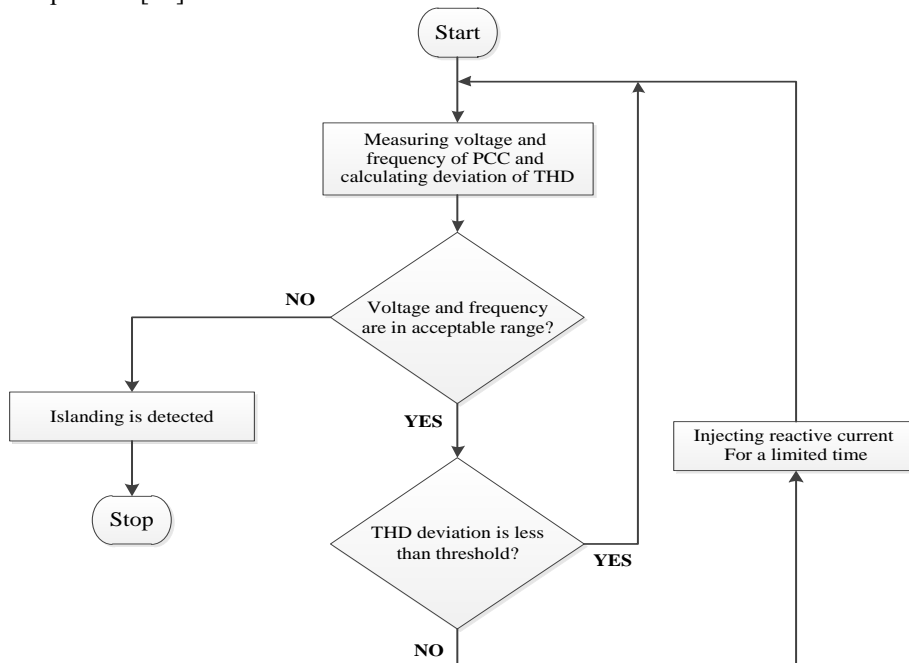 Start
Measuring voltage and
frequency of PCC and
calculating deviation of THD
NO
Voltage and frequency
are in acceptable range?
Islanding is detected
YES
Injecting reactive current
For a limited time
Stop
THD deviation is less
than threshold?
YES
NO